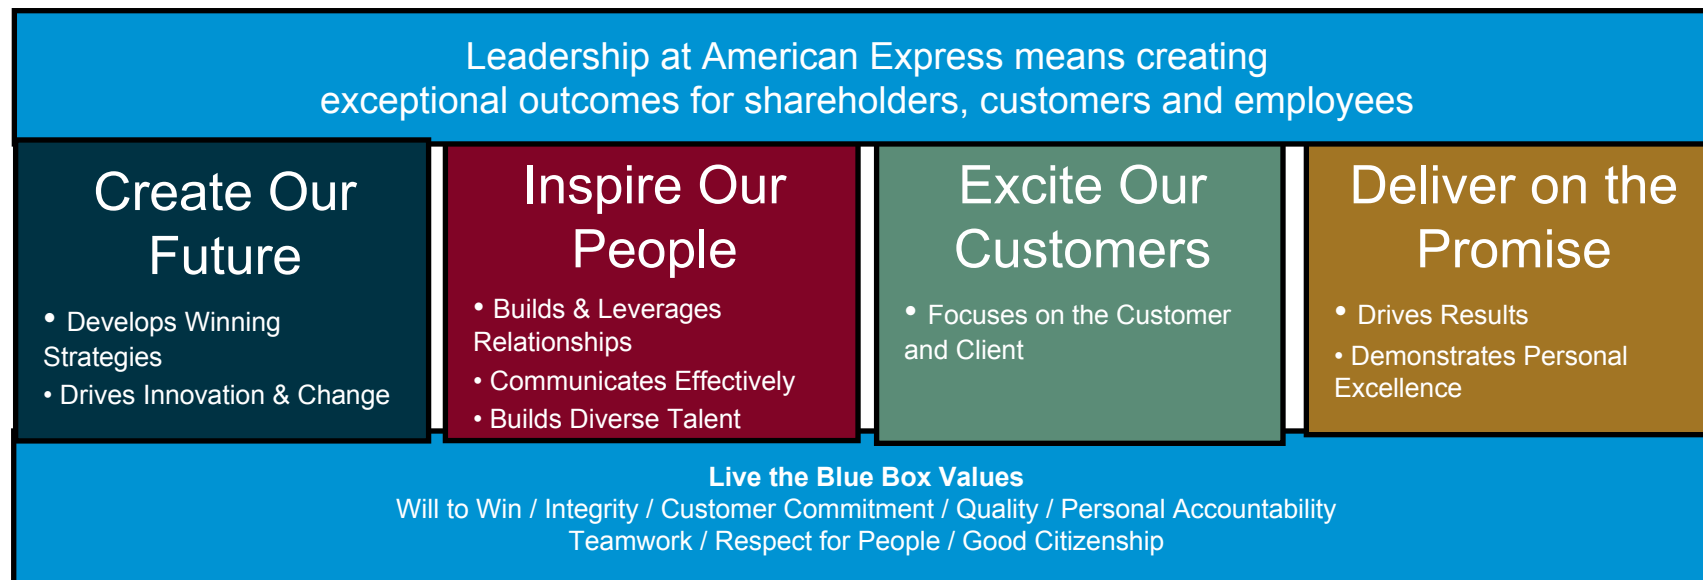 Leadership at American Express means creating
exceptional outcomes for shareholders, customers and employees
Create Our
Future
• Develops Winning
Strategies
• Drives Innovation & Change
Inspire Our
People
• Builds & Leverages
Relationships
• Communicates Effectively
• Builds Diverse Talent
Excite Our
Customers
• Focuses on the Customer
and Client
Deliver on the
Promise
• Drives Results
• Demonstrates Personal
Excellence
Live the Blue Box Values
Will to Win / Integrity / Customer Commitment / Quality / Personal Accountability
Teamwork / Respect for People / Good Citizenship